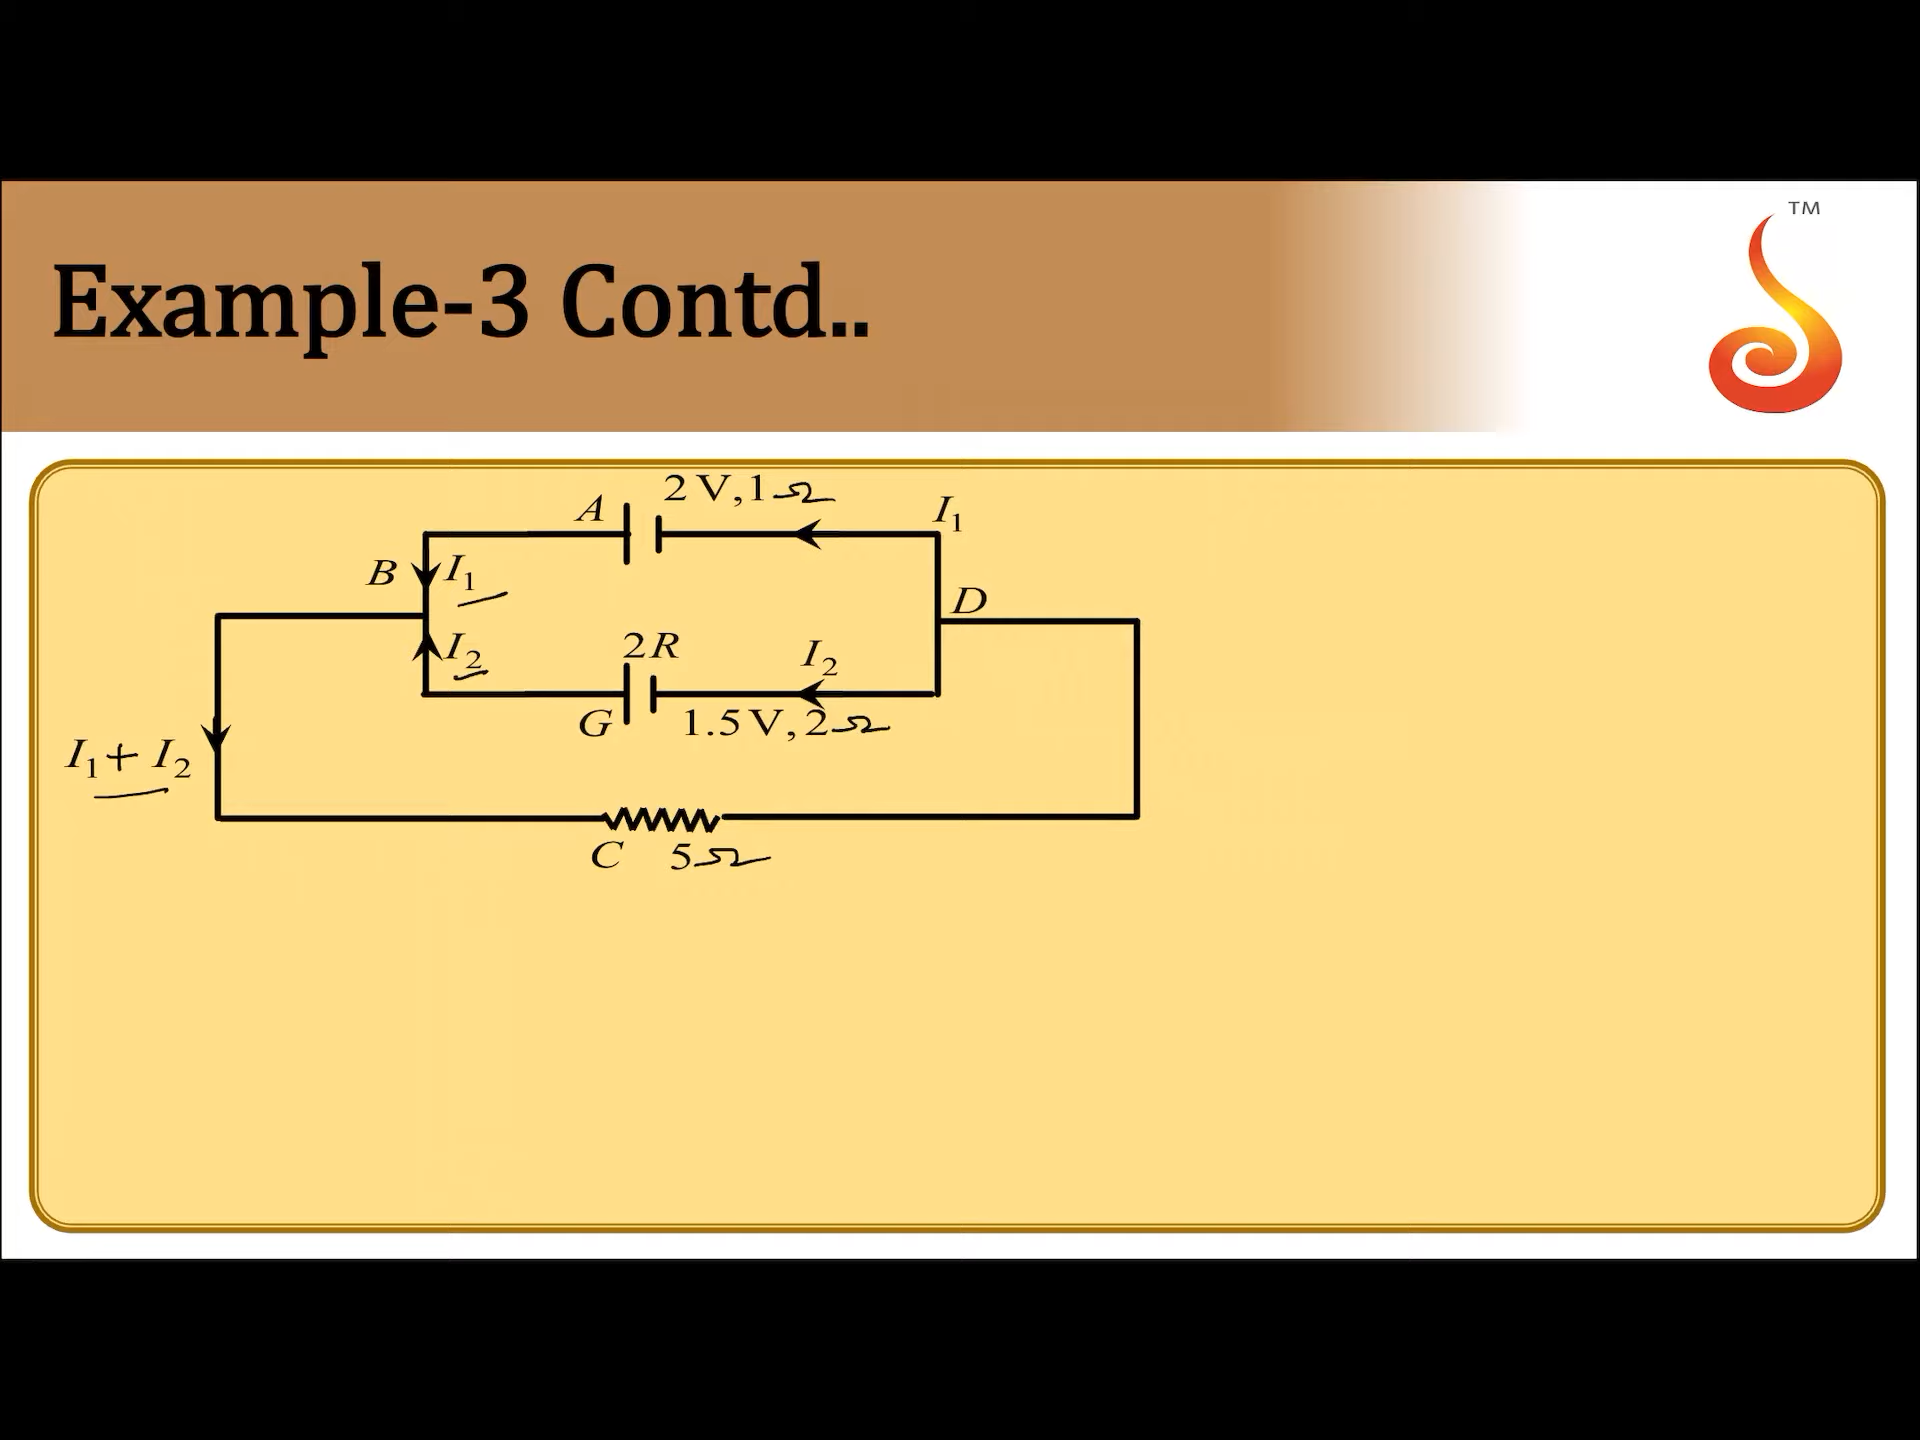 TM
Example-3 Contd..
2 V, 1 Ω
A
I₁
B
I₁
D
I₂
2R
I₂
G
1.5 V, 2 Ω
I₁ + I₂
C
5 Ω